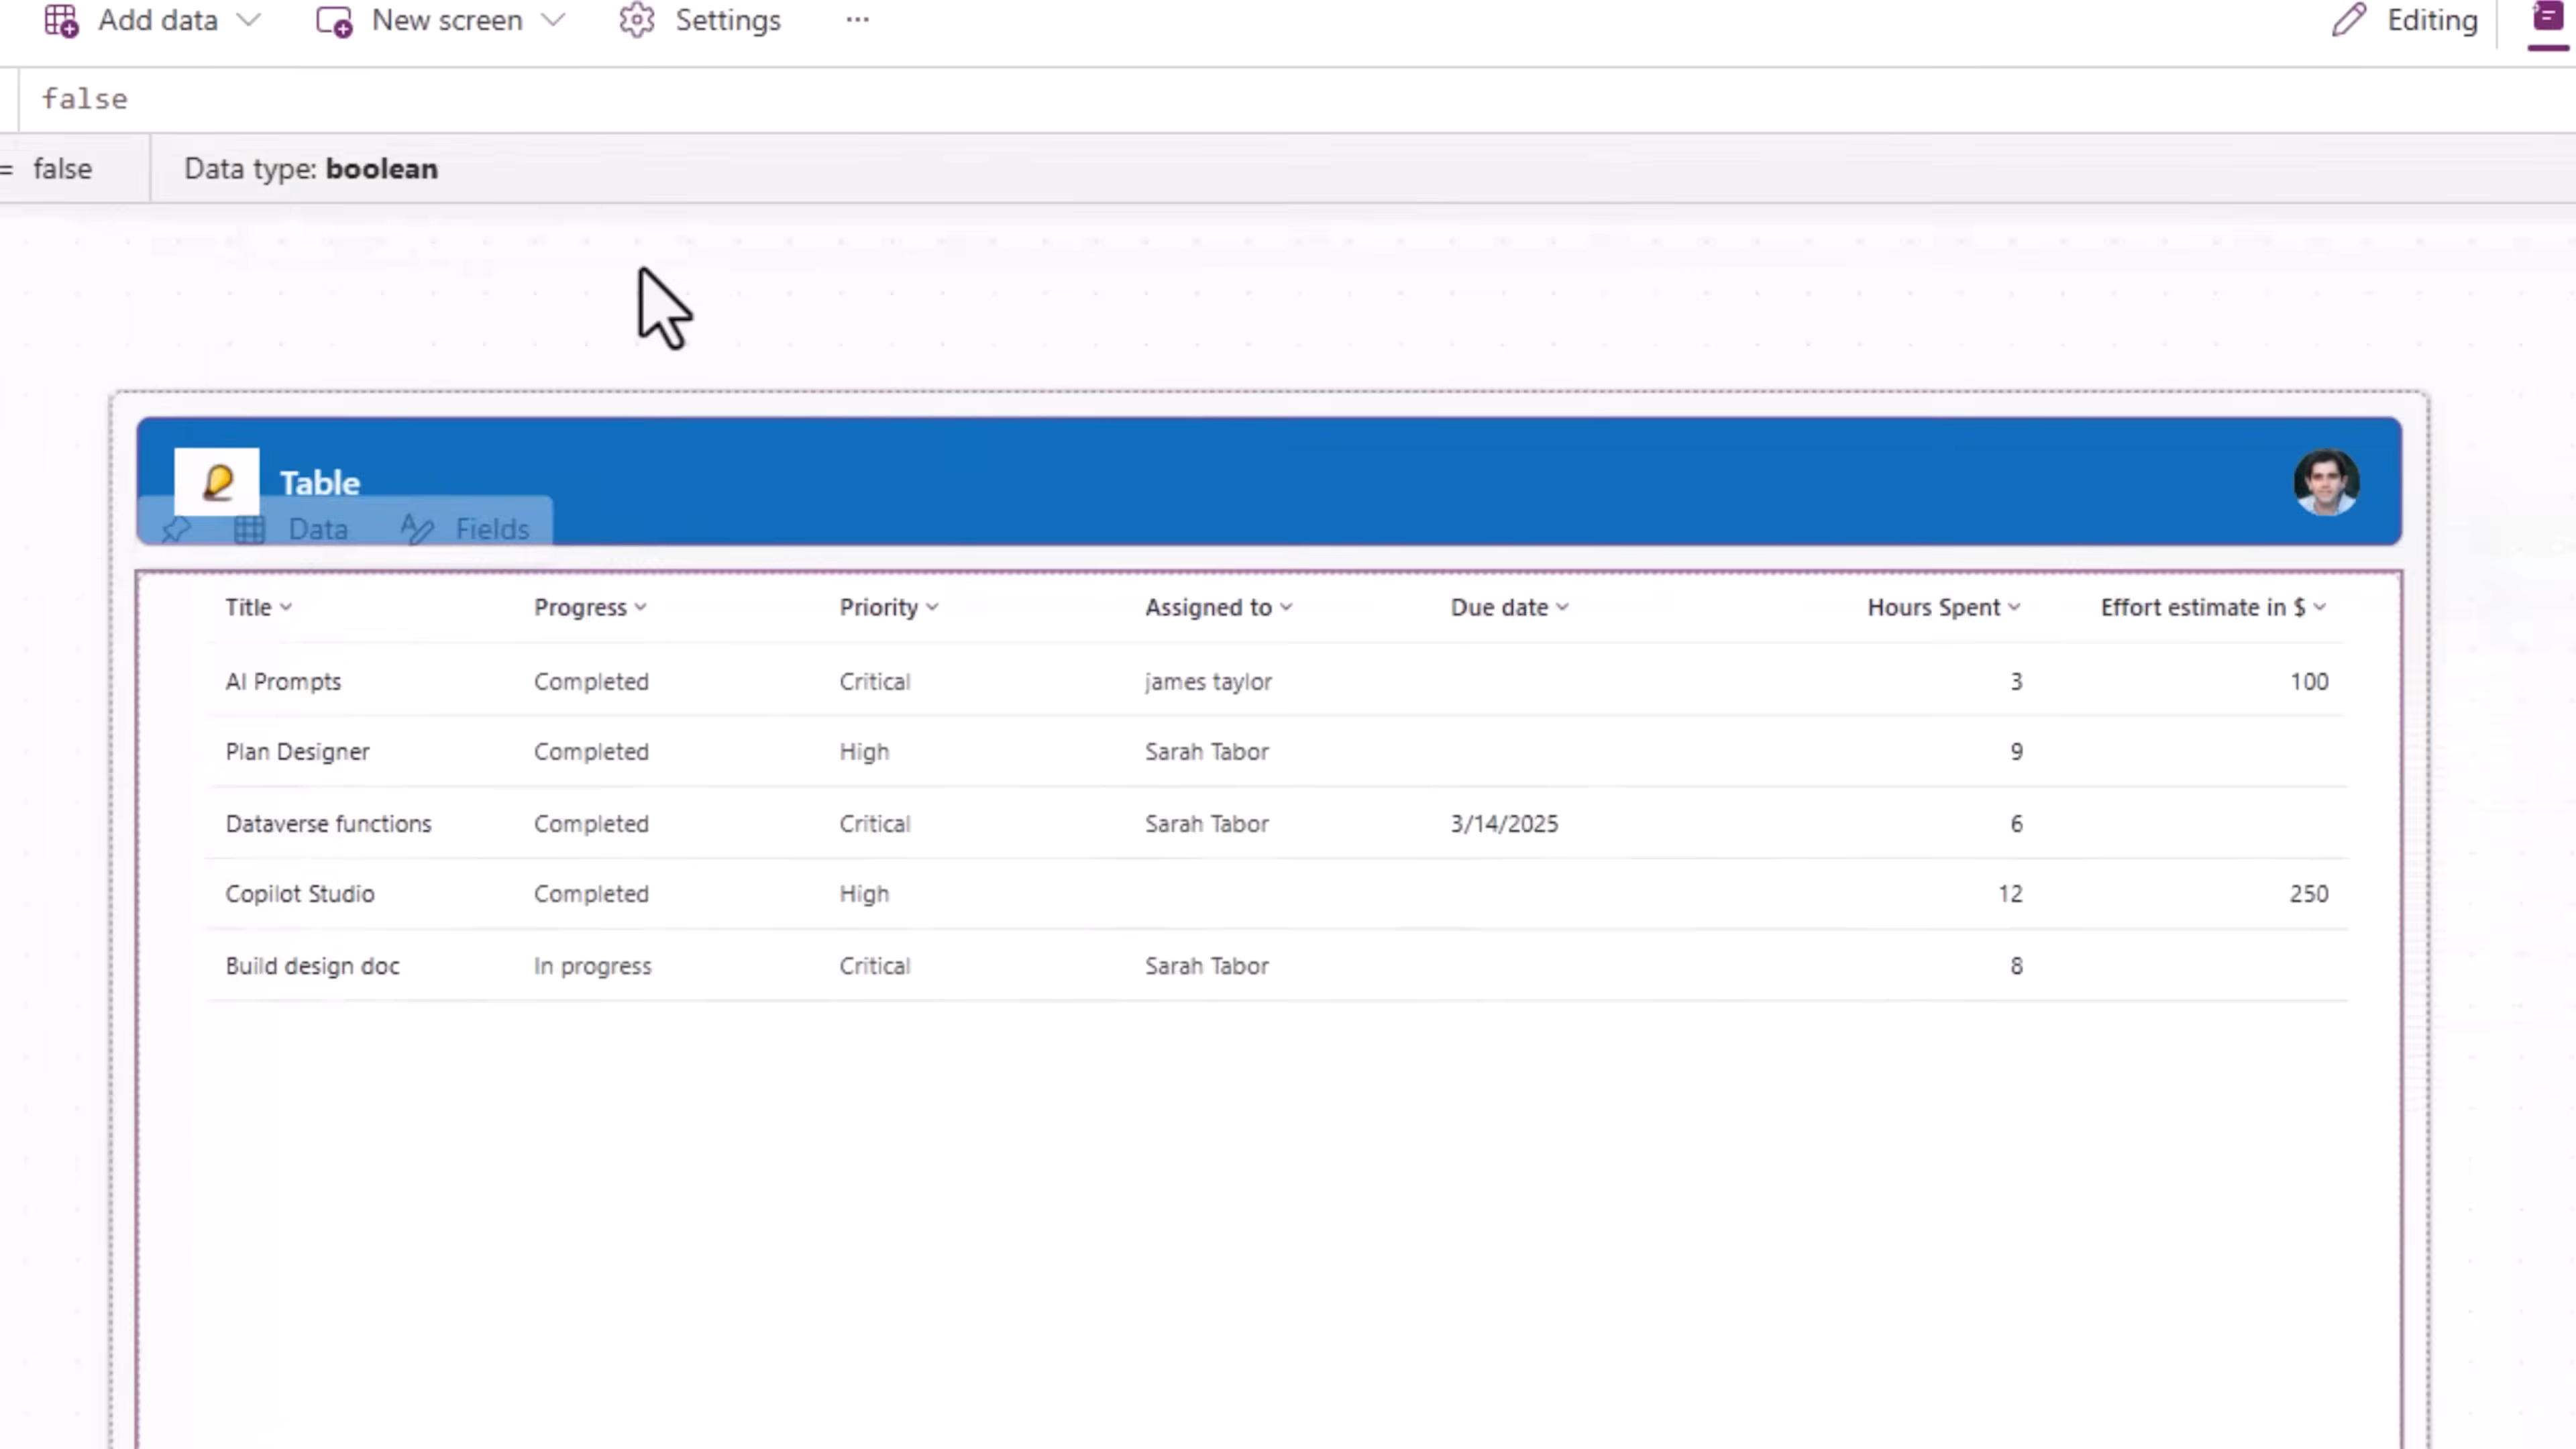 Add data New screen Settings ... Editing
false
= false Data type: boolean
Table
Data Fields
Title Progress Priority Assigned to Due date Hours Spent Effort estimate in $
AI Prompts Completed Critical james taylor 3 100
Plan Designer Completed High Sarah Tabor 9
Dataverse functions Completed Critical Sarah Tabor 3/14/2025 6
Copilot Studio Completed High 12 250
Build design doc In progress Critical Sarah Tabor 8